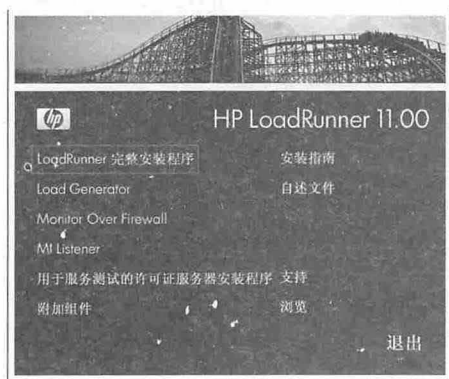 hp
HP LoadRunner 11.00
LoadRunner 完整安装程序
安装指南
Load Generator
自述文件
Monitor Over Firewall
MI Listener
用于服务测试的许可证服务器安装程序
支持
附加组件
浏览
退出